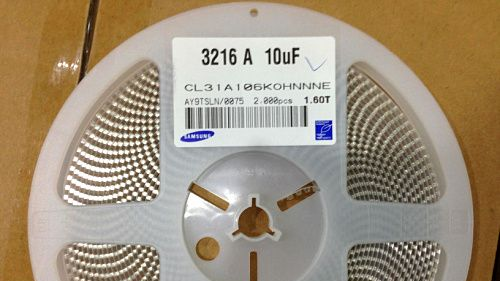 3216 A 10uF
CL31A106KOHNNNE
AY9TSLN/0075 2.000pcs 1.60T
SAMSUNG